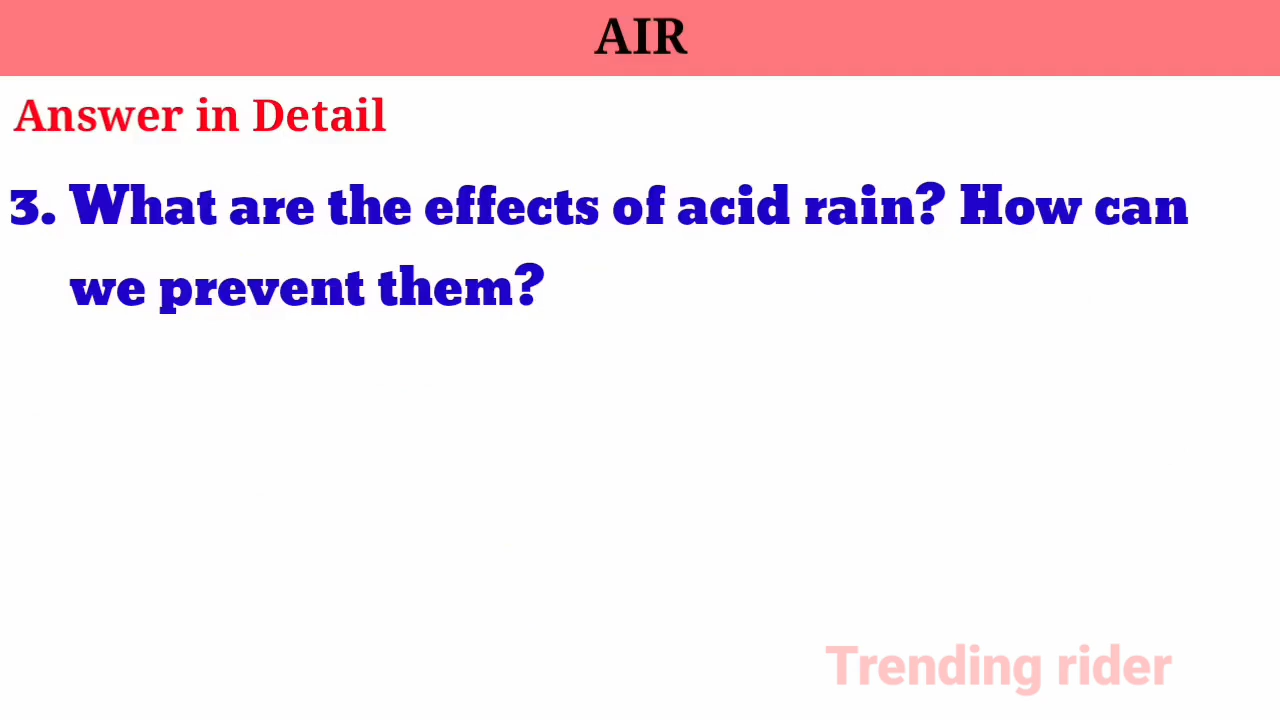 AIR
Answer in Detail
3. What are the effects of acid rain? How can
we prevent them?
Trending rider